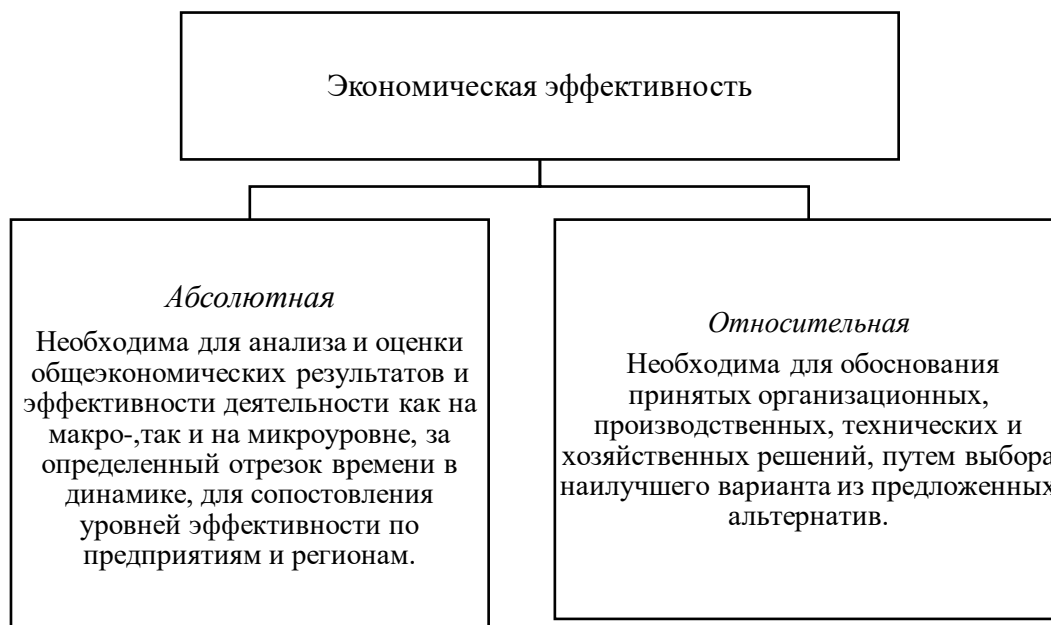 Экономическая эффективность
Абсолютная
Необходима для анализа и оценки
общеэкономических результатов и
эффективности деятельности как на
макро-,так и на микроуровне, за
определенный отрезок времени в
динамике, для сопостовления
уровней эффективности по
предприятиям и регионам.
Относительная
Необходима для обоснования
принятых организационных,
производственных, технических и
хозяйственных решений, путем выбора
наилучшего варианта из предложенных
альтернатив.